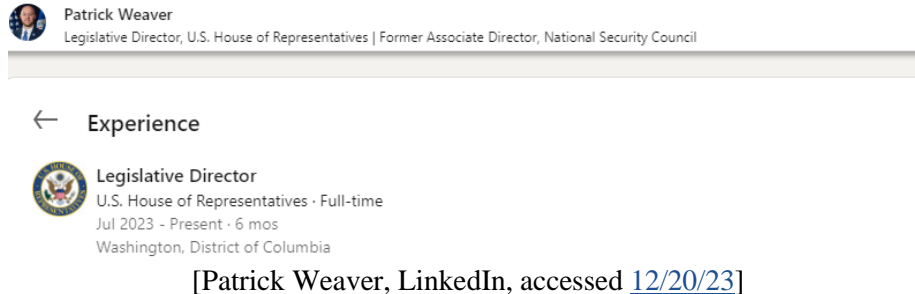 Patrick Weaver
Legislative Director, U.S. House of Representatives | Former Associate Director, National Security Council
Experience
Legislative Director
U.S. House of Representatives · Full-time
Jul 2023 - Present · 6 mos
Washington, District of Columbia
[Patrick Weaver, LinkedIn, accessed 12/20/23]